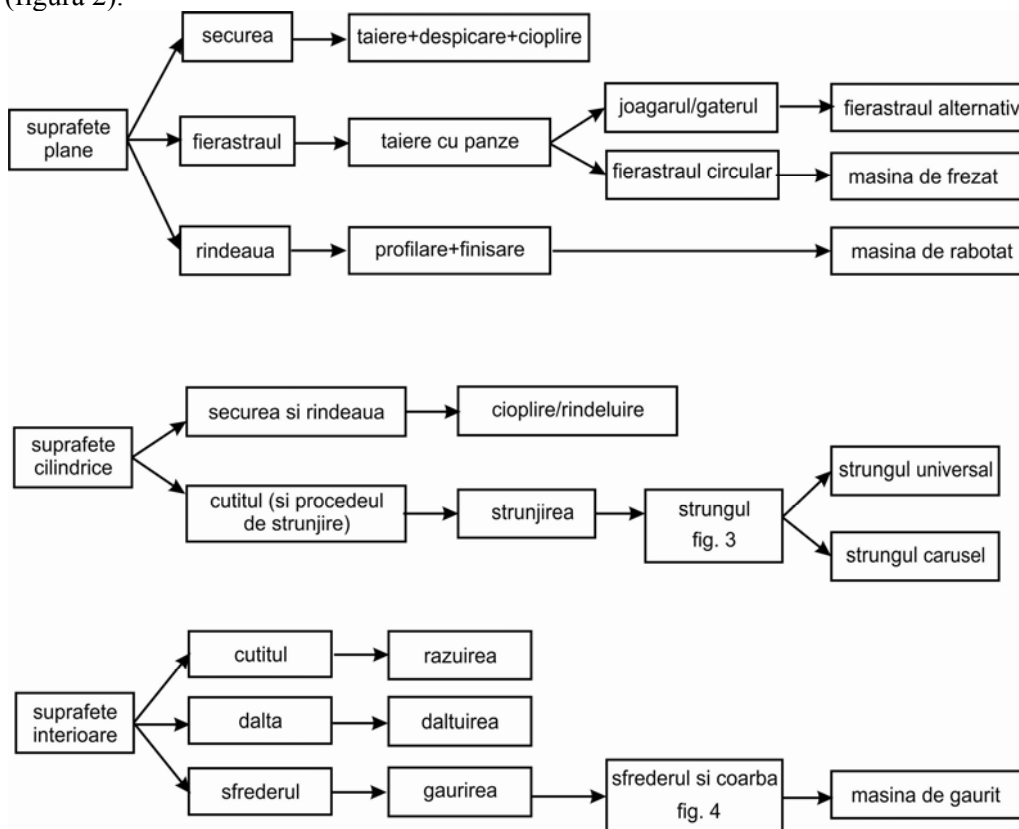 (figura 2).
securea
taiere+despicare+cioplire
suprafete
plane
fierastraul
taiere cu panze
joagarul/gaterul
fierastraul alternativ
fierastraul circular
masina de frezat
rindeaua
profilare+finisare
masina de rabotat
suprafete
cilindrice
securea si rindeaua
cioplire/rindeluire
cutitul (si procedeul
de strunjire)
strunjirea
strungul
fig. 3
strungul universal
strungul carusel
suprafete
interioare
cutitul
razuirea
dalta
daltuirea
sfrederul
gaurirea
sfrederul si coarba
fig. 4
masina de gaurit